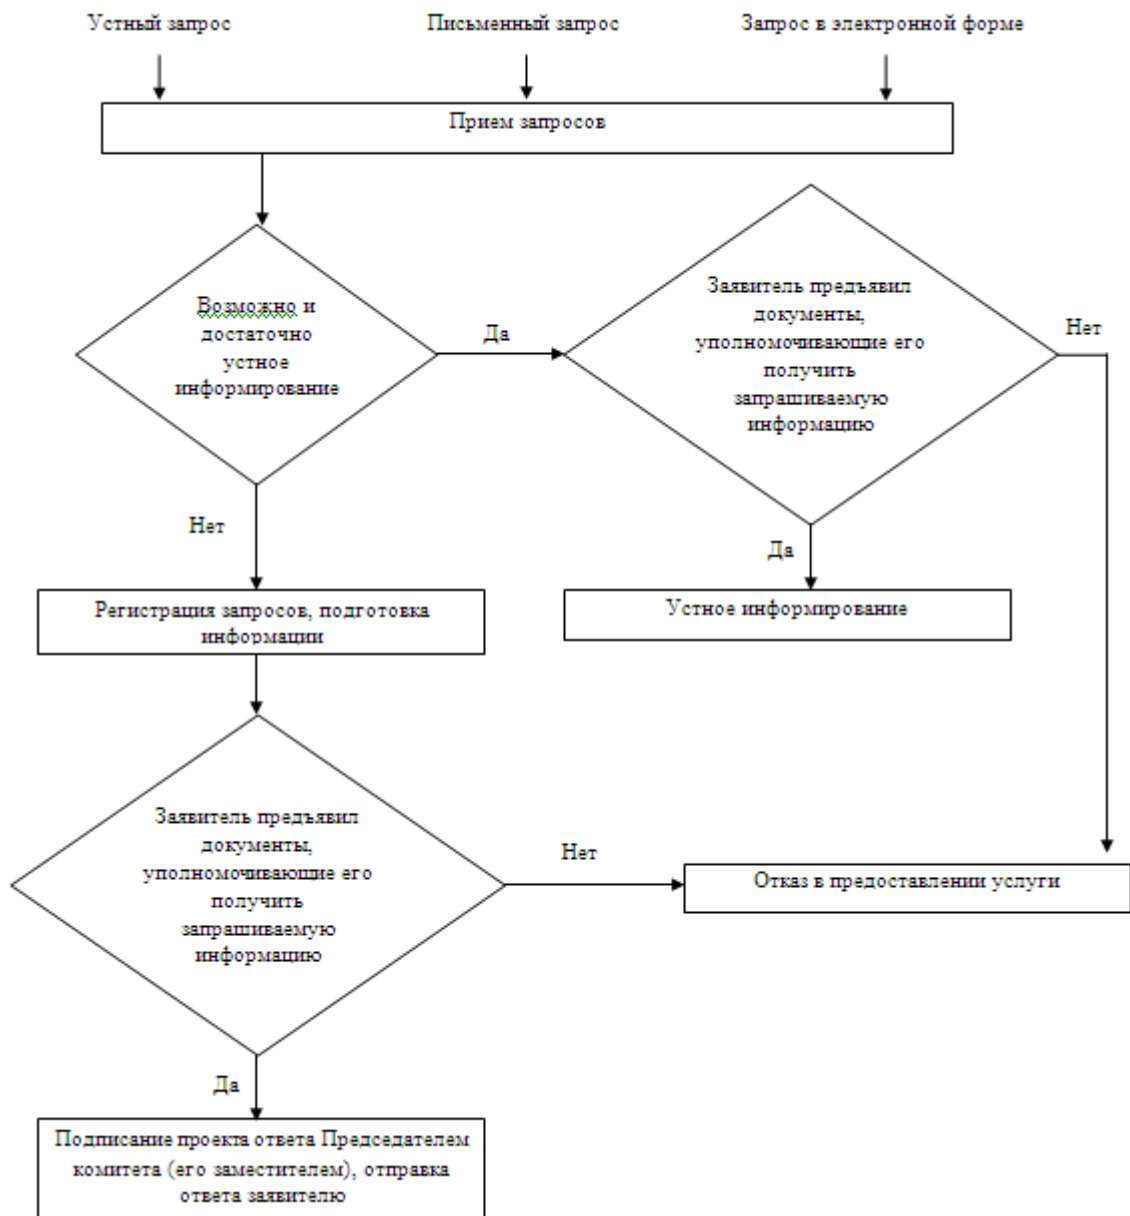 Устный запрос
Письменный запрос
Запрос в электронной форме
Прием запросов
Возможно и
достаточно
устное
информирование
Да
Заявитель предъявил
документы,
уполномочивающие его
получить
запрашиваемую
информацию
Нет
Нет
Да
Регистрация запросов, подготовка
информации
Устное информирование
Заявитель предъявил
документы,
уполномочивающие его
получить
запрашиваемую
информацию
Нет
Отказ в предоставлении услуги
Да
Подписание проекта ответа Председателем
комитета (его заместителем), отправка
ответа заявителю